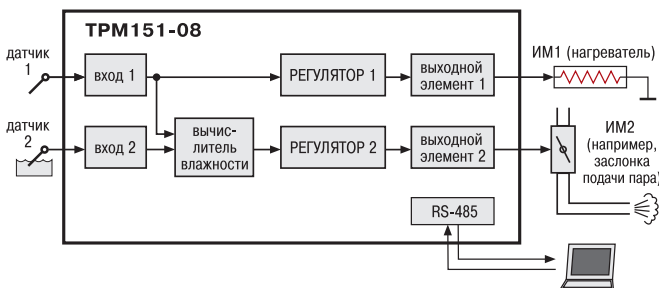 ТРМ151-08
датчик
1
вход 1
РЕГУЛЯТОР 1
выходной
элемент 1
ИМ1 (нагреватель)
датчик
2
вход 2
вычис-
литель
влажности
РЕГУЛЯТОР 2
выходной
элемент 2
ИМ2
(например,
заслонка
подачи пара)
RS-485